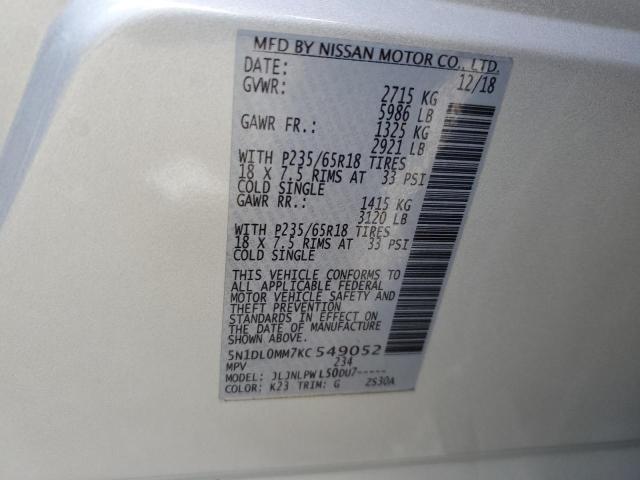 MFD BY NISSAN MOTOR CO., LTD.
DATE: 12/18
GVWR: 2715 KG
5986 LB
GAWR FR.: 1325 KG
2921 LB
WITH P235/65R18 TIRES
18 X 7.5 RIMS AT 33 PSI
COLD SINGLE
GAWR RR.: 1415 KG
3120 LB
WITH P235/65R18 TIRES
18 X 7.5 RIMS AT 33 PSI
COLD SINGLE
THIS VEHICLE CONFORMS TO
ALL APPLICABLE FEDERAL
MOTOR VEHICLE SAFETY AND
THEFT PREVENTION
STANDARDS IN EFFECT ON
THE DATE OF MANUFACTURE
SHOWN ABOVE.
5N1DL0MM7KC549052
MPV 234
MODEL: JLJNLPWL50DU7-----
COLOR: K23 TRIM: G 2S30A